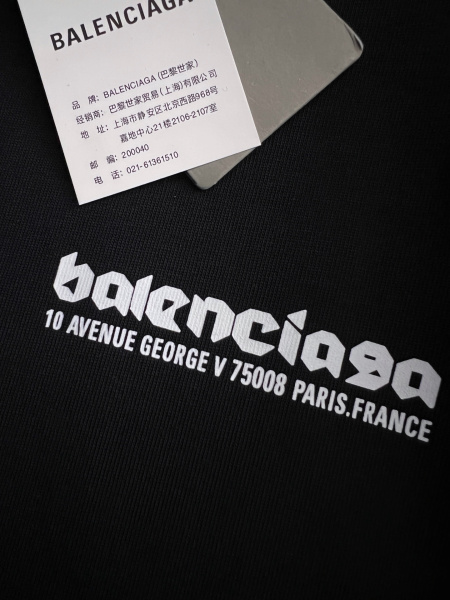 BALENCIAGA
品 牌: BALENCIAGA (巴黎世家)
经销商: 巴黎世家贸易(上海)有限公司
地 址: 上海市静安区北京西路968号
嘉地中心21楼2106-2107室
邮 编: 200040
电 话: 021-61361510
balenciaga
10 AVENUE GEORGE V 75008 PARIS.FRANCE